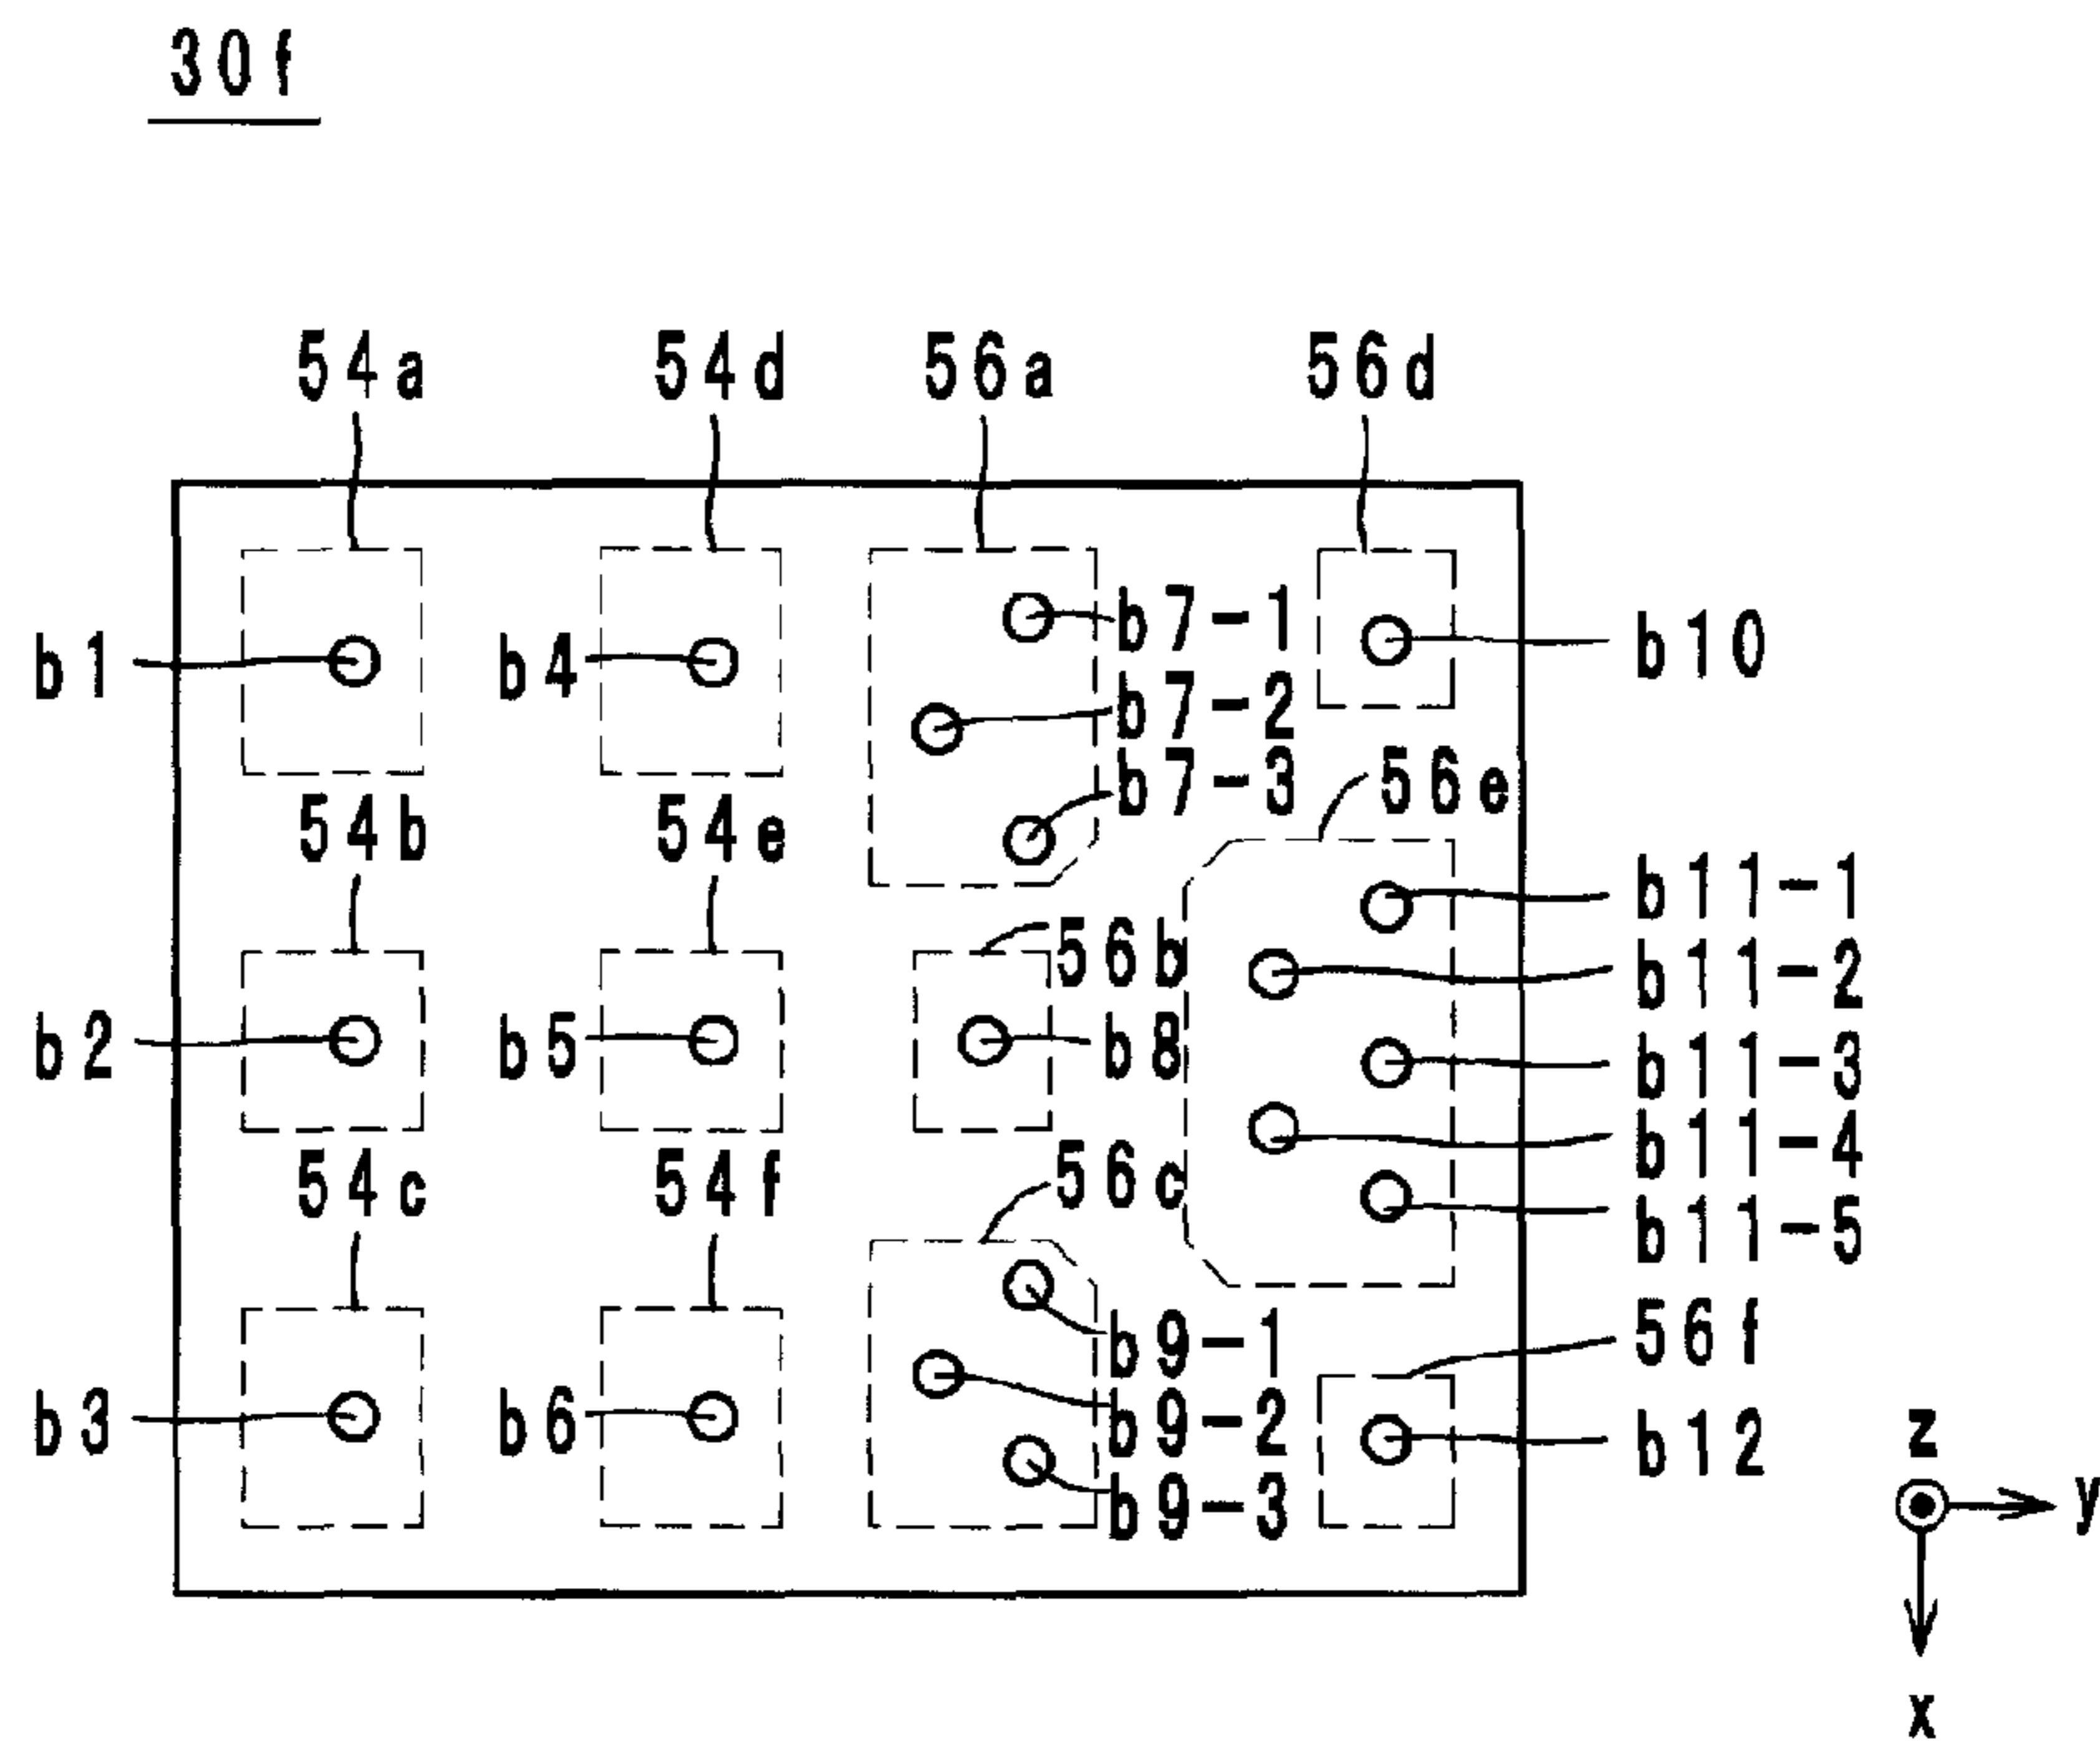 30f
54a 54d 56a 56d
b1 b4 b7-1 b10
b7-2
b7-3 56e
54b 54e
b11-1
56b b11-2
b2 b5 b8 b11-3
b11-4
54c 54f 56c
b11-5
b9-1 56f
b3 b6 b9-2 b12 z
b9-3 y
x